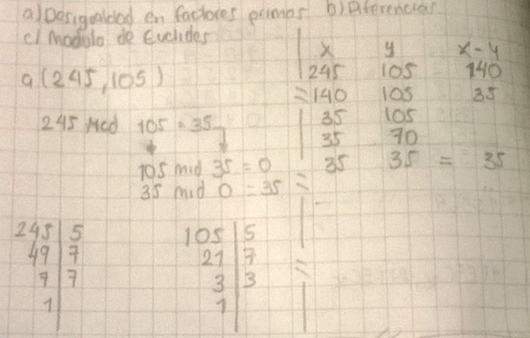 a) Desigualdad en factores primos b) Diferencias
c) Modulo de Euclides
a (245, 105)
245 Mod 105 = 35
105 mid 35 = 0
35 mid 0 = 35
x y x-y
245 105 140
=140 105 35
35 105
35 70
35 35 = 35
245 | 5
49 | 7
7 | 7
1 |
105 | 5
21 | 7
3 | 3
1 |